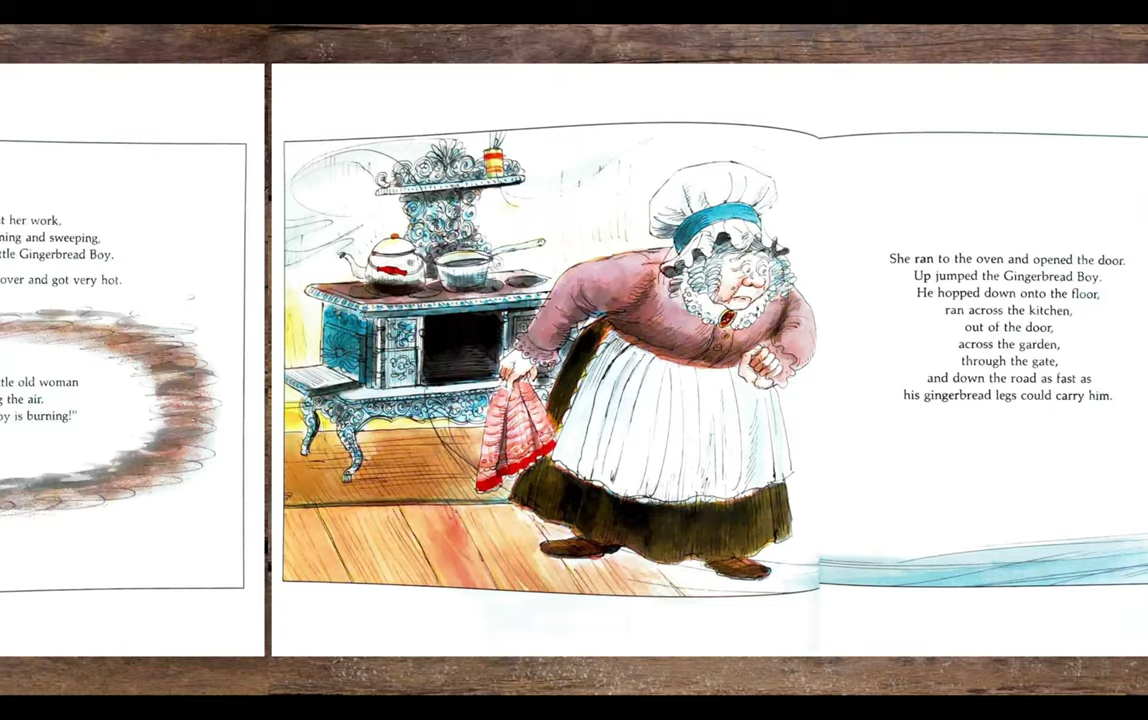 t her work,
ning and sweeping,
ttle Gingerbread Boy.
over and got very hot.
tle old woman
g the air.
oy is burning!"
She ran to the oven and opened the door.
Up jumped the Gingerbread Boy.
He hopped down onto the floor,
ran across the kitchen,
out of the door,
across the garden,
through the gate,
and down the road as fast as
his gingerbread legs could carry him.